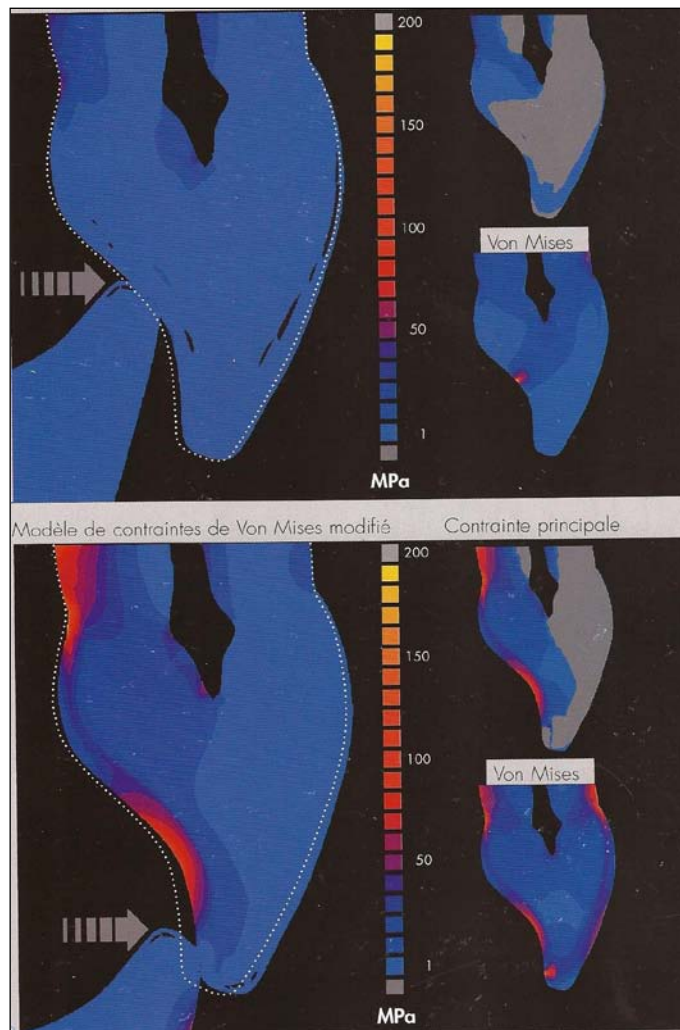 200
150
100
50
1
MPa
Von Mises
Modèle de contraintes de Von Mises modifié
Contrainte principale
200
150
100
50
1
MPa
Von Mises